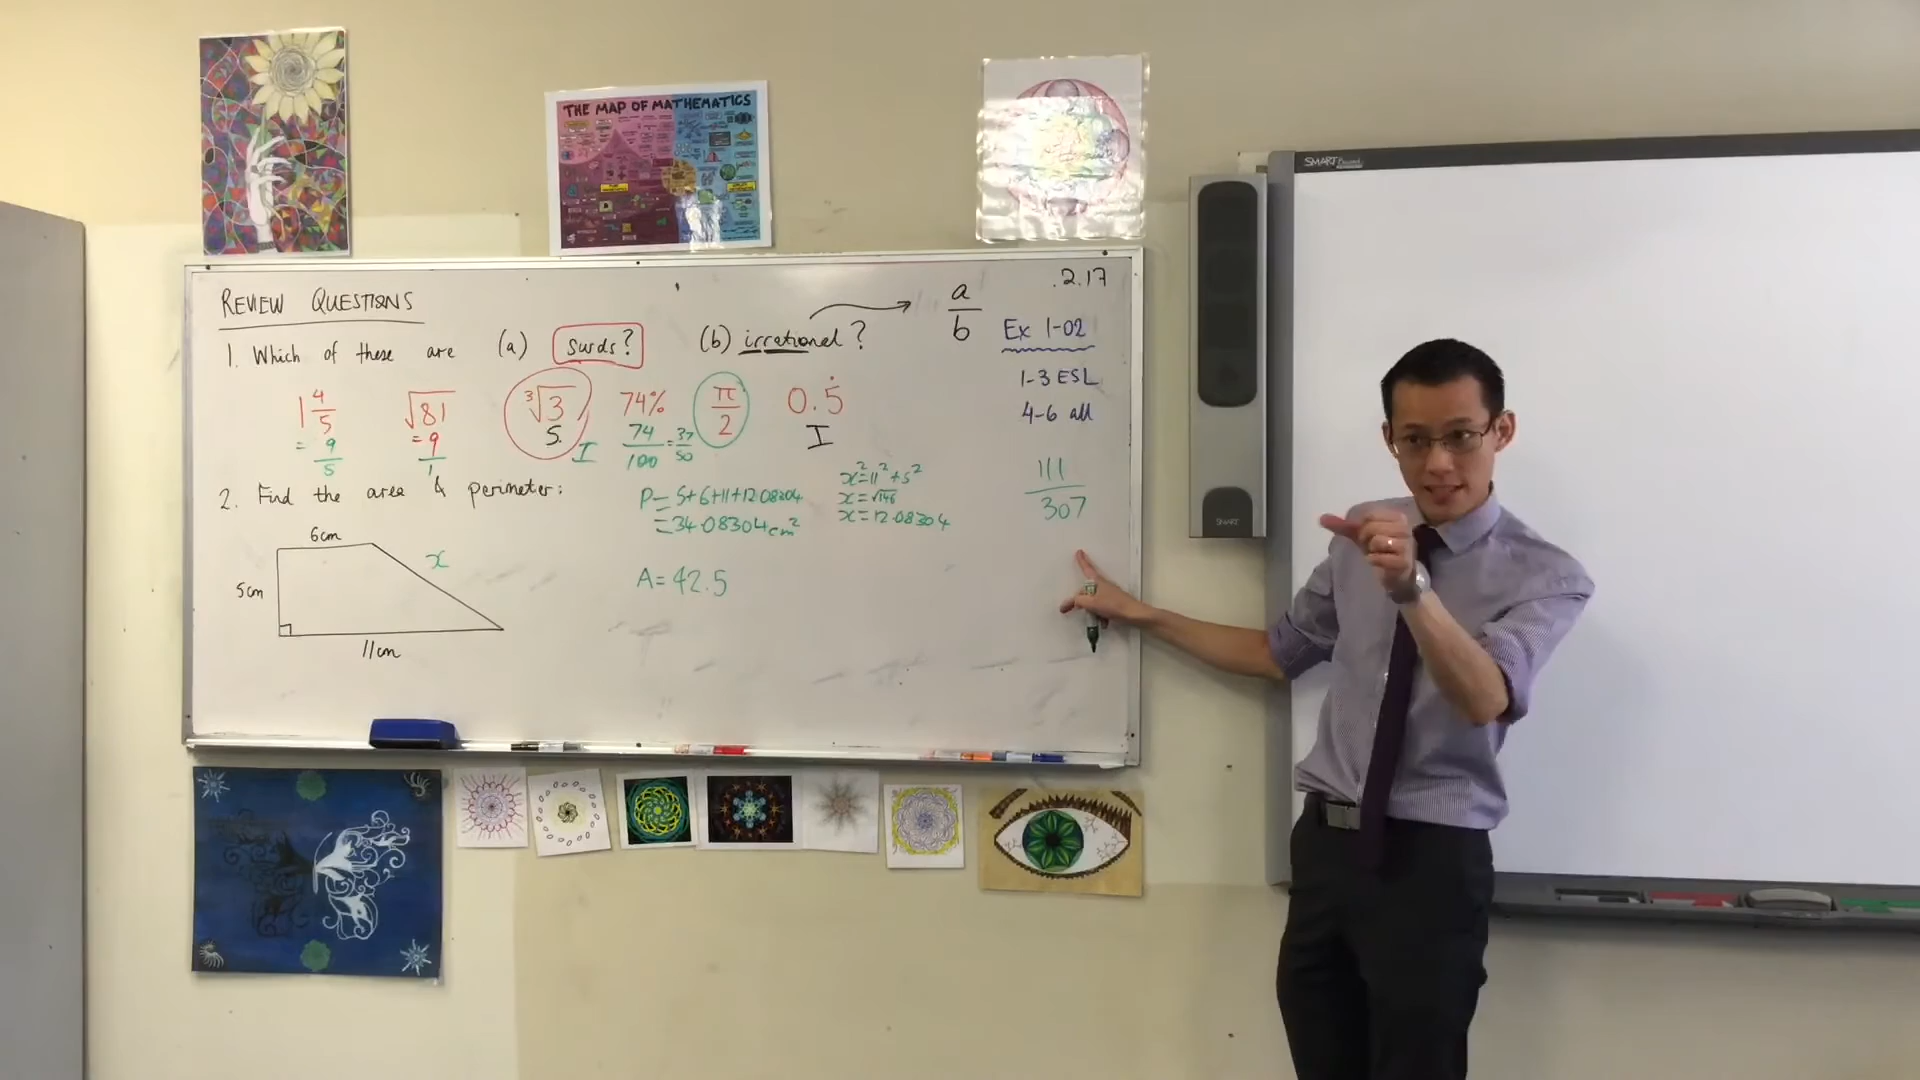 THE MAP OF MATHEMATICS
SMART Board
SMART
REVIEW QUESTIONS
.2.17
1. Which of these are (a) surds? (b) irrational? → a/b
Ex 1-02
1-3 ESL
4-6 all
1 4/5 √81 ³√3 74% π/2 0.5̇
= 9/5 = 9/1 S. I 74/100 = 37/50 I
111/307
2. Find the area & perimeter:
P = 5+6+11+12.08304
= 34.08304cm²
x² = 11² + 5²
x = √146
x = 12.08304
A = 42.5
6cm
x
5cm
11cm